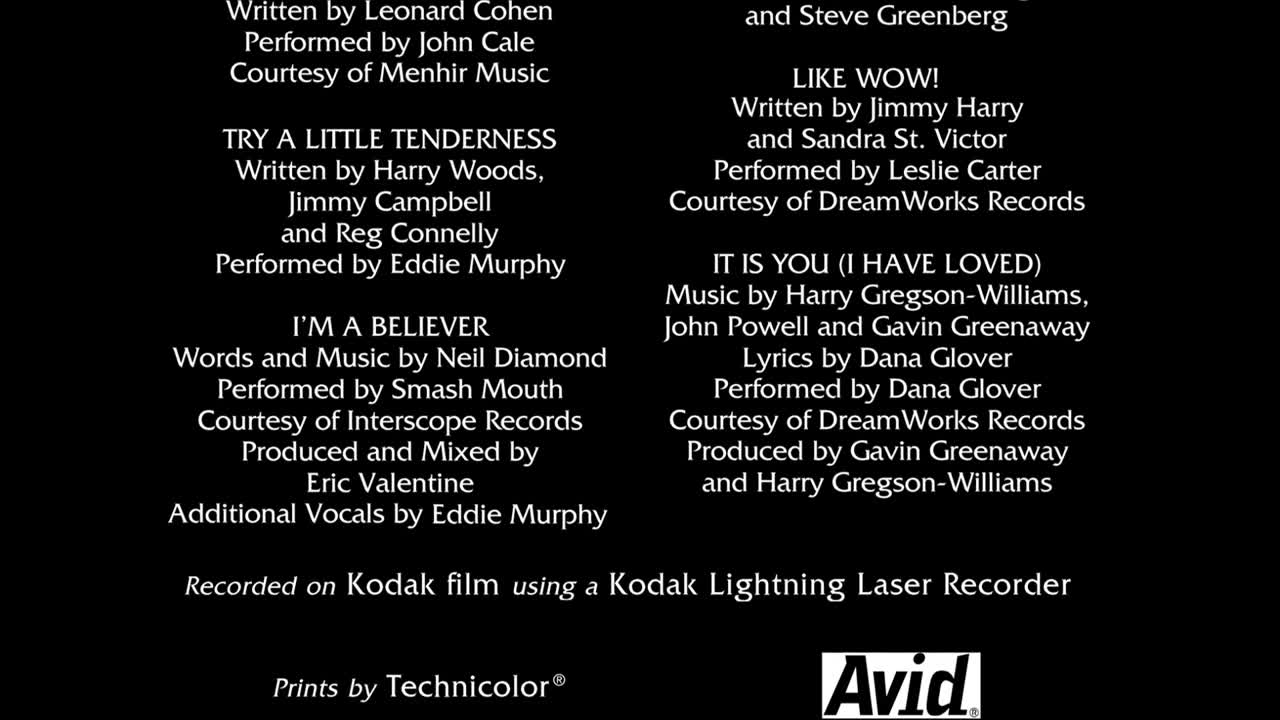 Written by Leonard Cohen
Performed by John Cale
Courtesy of Menhir Music
TRY A LITTLE TENDERNESS
Written by Harry Woods,
Jimmy Campbell
and Reg Connelly
Performed by Eddie Murphy
I'M A BELIEVER
Words and Music by Neil Diamond
Performed by Smash Mouth
Courtesy of Interscope Records
Produced and Mixed by
Eric Valentine
Additional Vocals by Eddie Murphy
and Steve Greenberg
LIKE WOW!
Written by Jimmy Harry
and Sandra St. Victor
Performed by Leslie Carter
Courtesy of DreamWorks Records
IT IS YOU (I HAVE LOVED)
Music by Harry Gregson-Williams,
John Powell and Gavin Greenaway
Lyrics by Dana Glover
Performed by Dana Glover
Courtesy of DreamWorks Records
Produced by Gavin Greenaway
and Harry Gregson-Williams
Recorded on Kodak film using a Kodak Lightning Laser Recorder
Prints by Technicolor®
Avid®